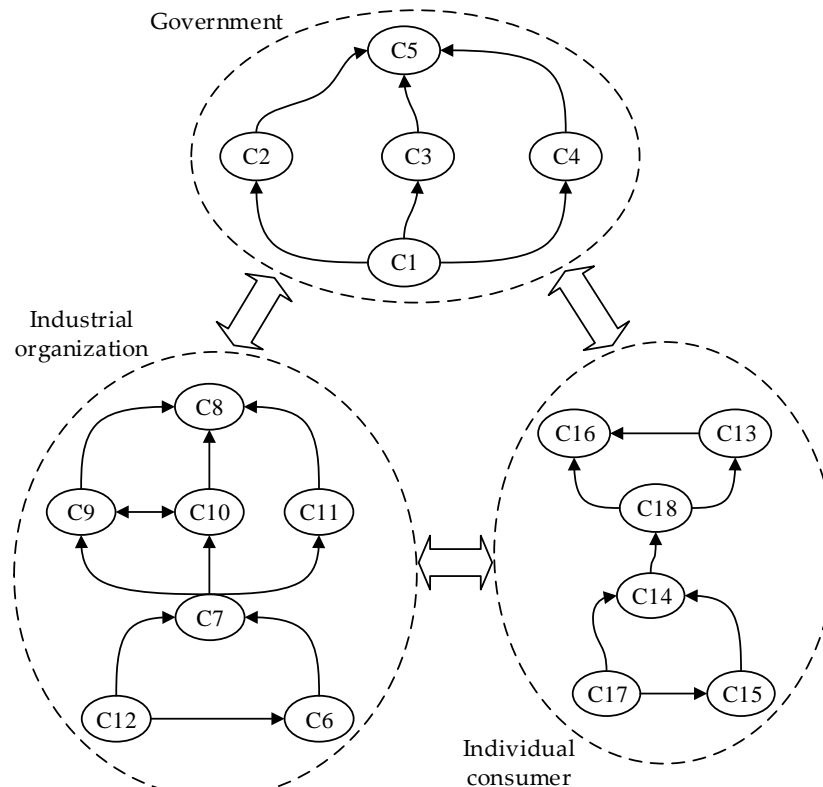 Government
C5
C2
C3
C4
C1
Industrial
organization
C8
C9
C10
C11
C7
C12
C6
C16
C13
C18
C14
C17
C15
Individual
consumer